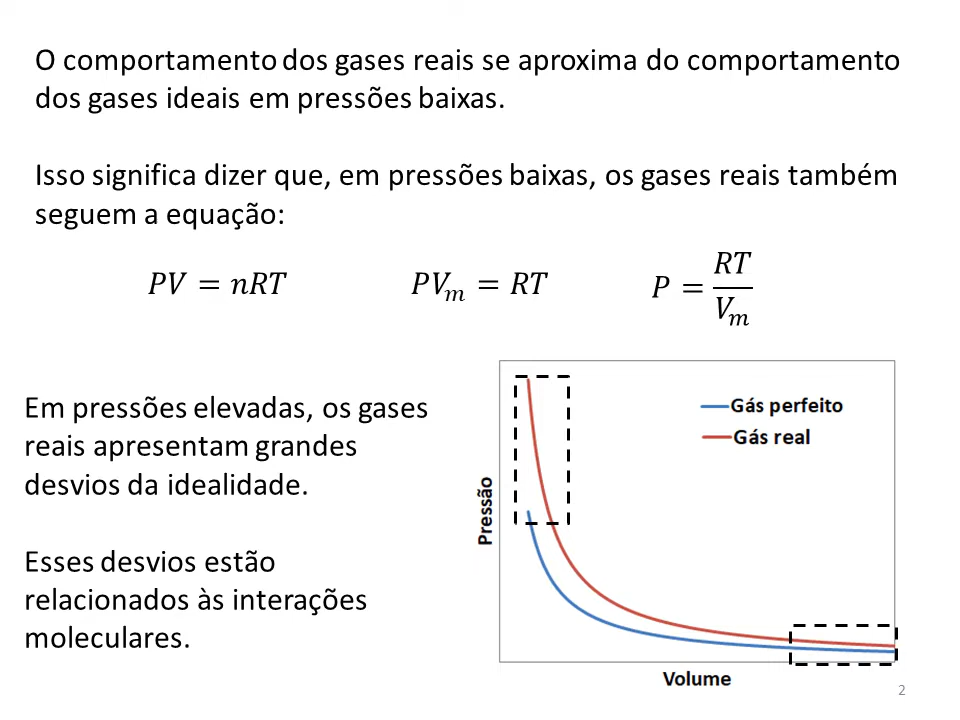 O comportamento dos gases reais se aproxima do comportamento
dos gases ideais em pressões baixas.
Isso significa dizer que, em pressões baixas, os gases reais também
seguem a equação:
PV = nRT
PVₘ = RT
P = RT/Vₘ
Em pressões elevadas, os gases
reais apresentam grandes
desvios da idealidade.
Esses desvios estão
relacionados às interações
moleculares.
Gás perfeito
Gás real
Pressão
Volume
2